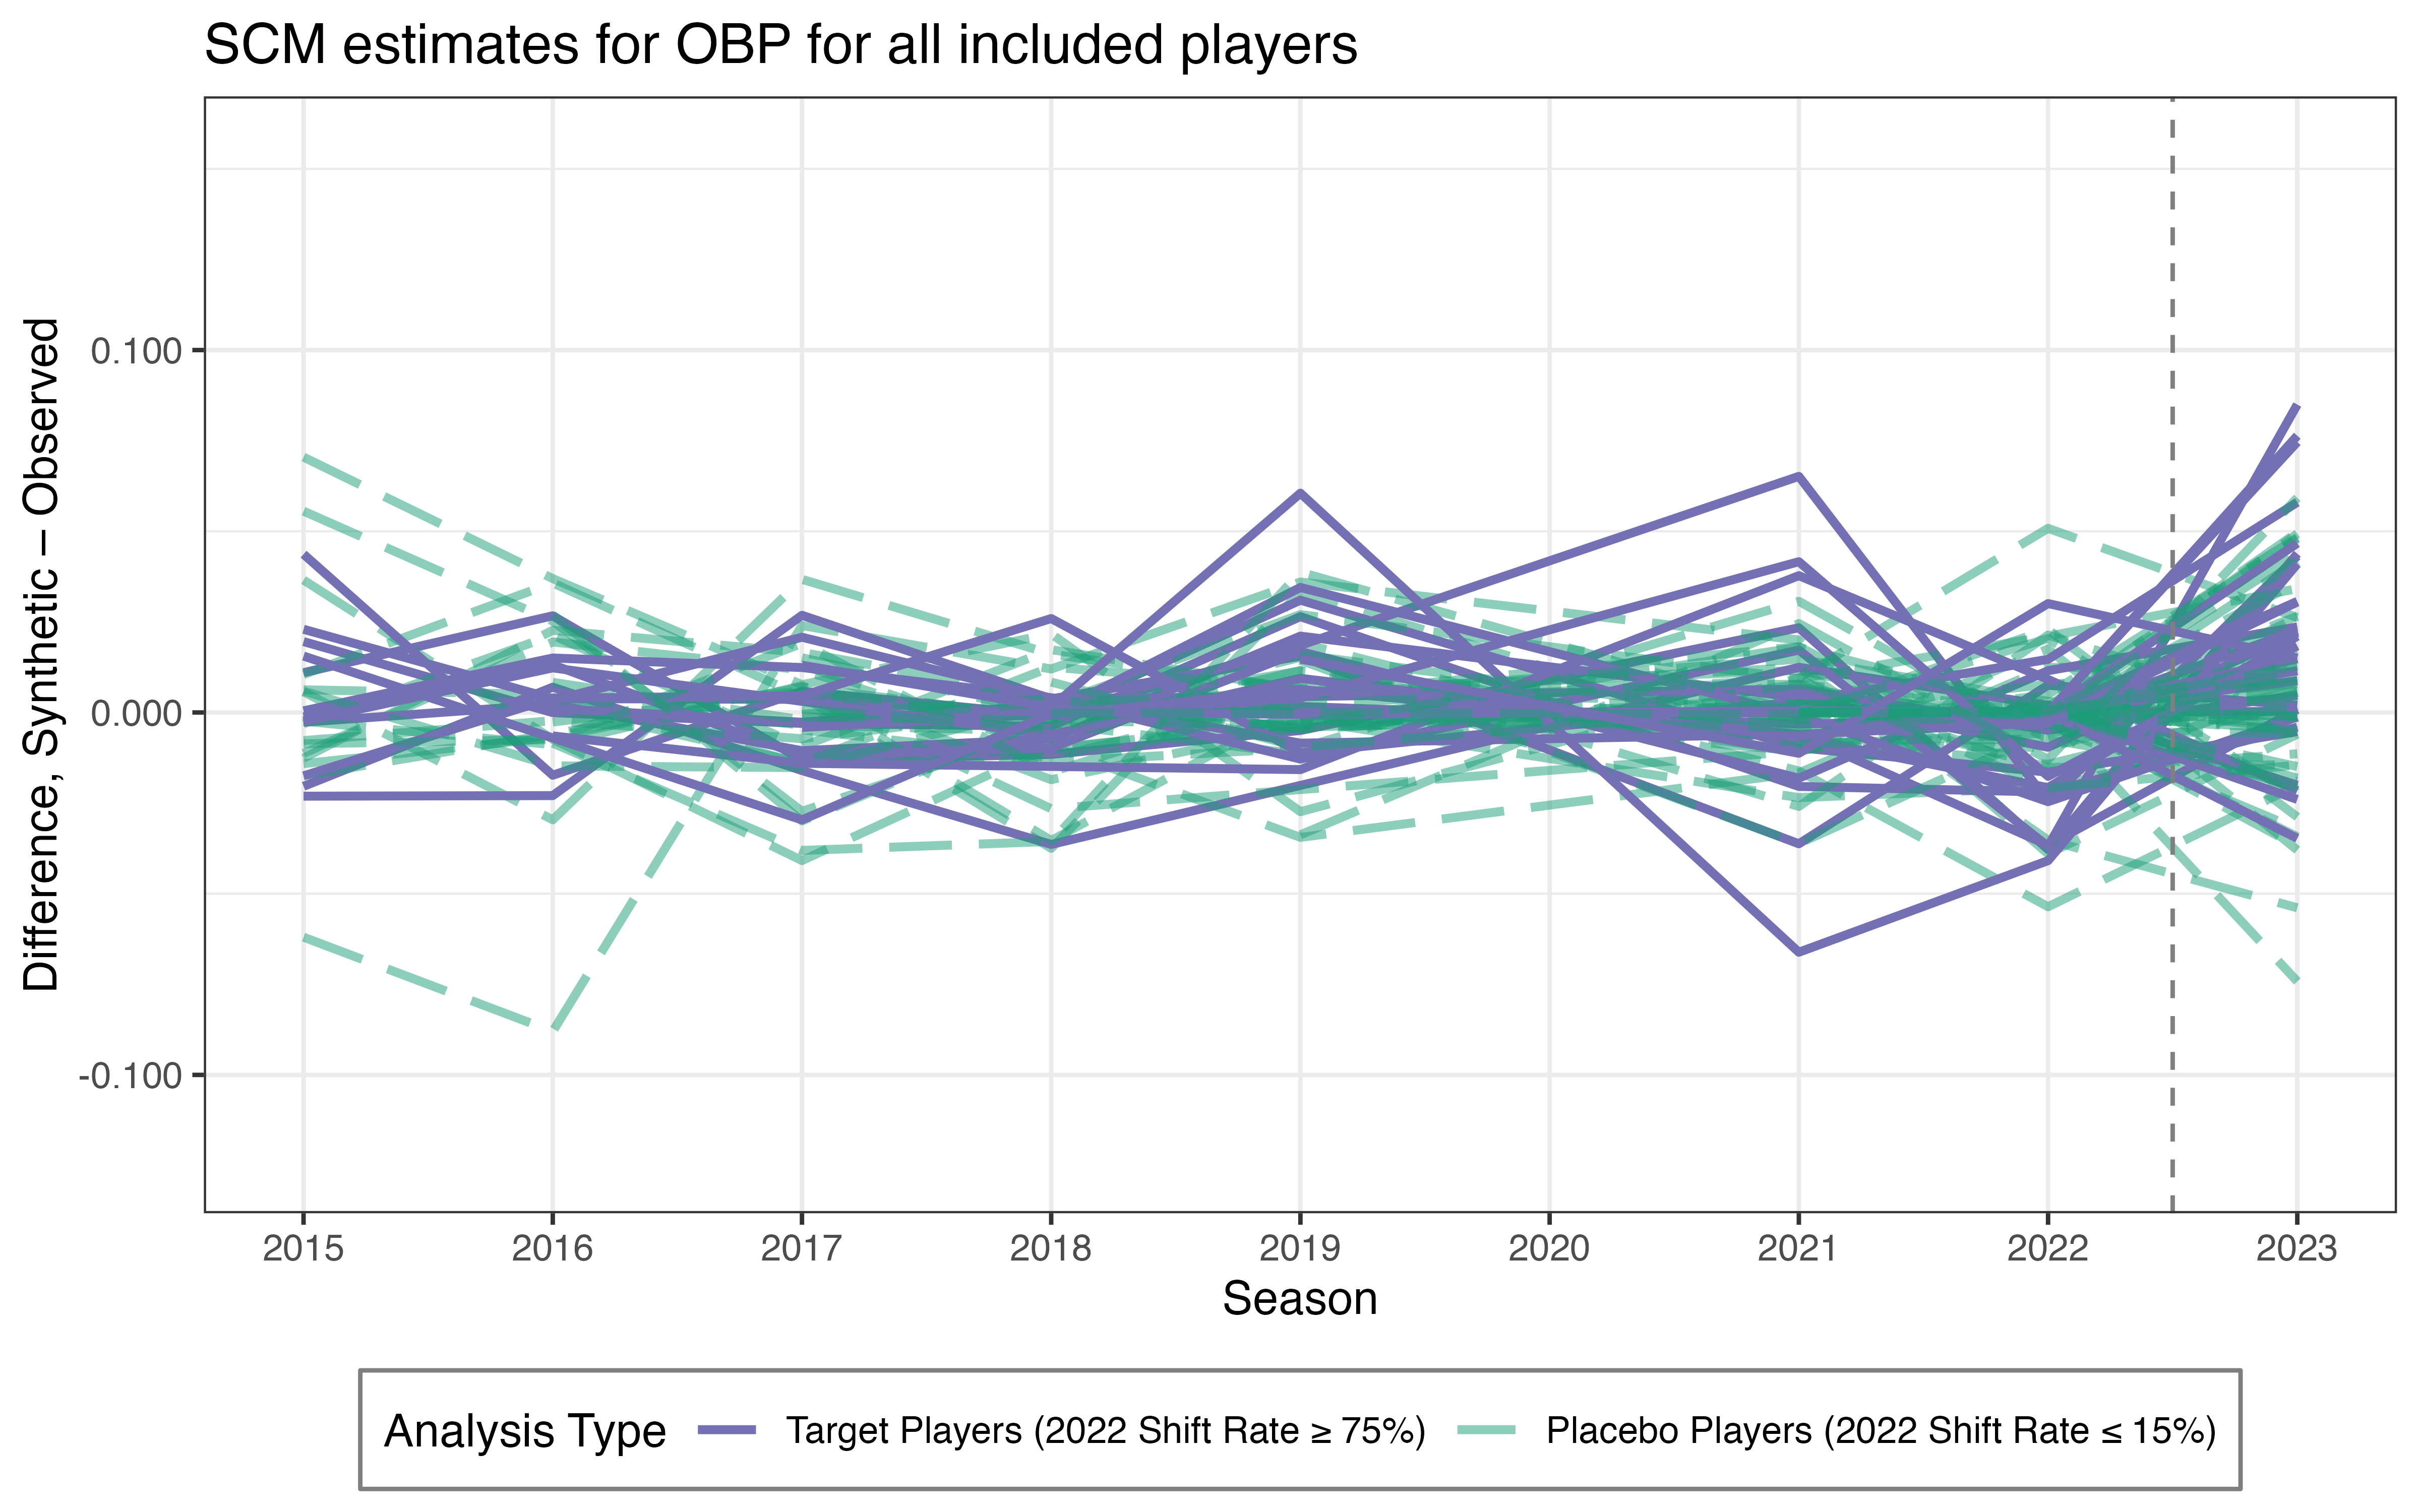 SCM estimates for OBP for all included players
Difference, Synthetic – Observed
0.100
0.000
-0.100
2015 2016 2017 2018 2019 2020 2021 2022 2023
Season
Analysis Type Target Players (2022 Shift Rate ≥ 75%) Placebo Players (2022 Shift Rate ≤ 15%)